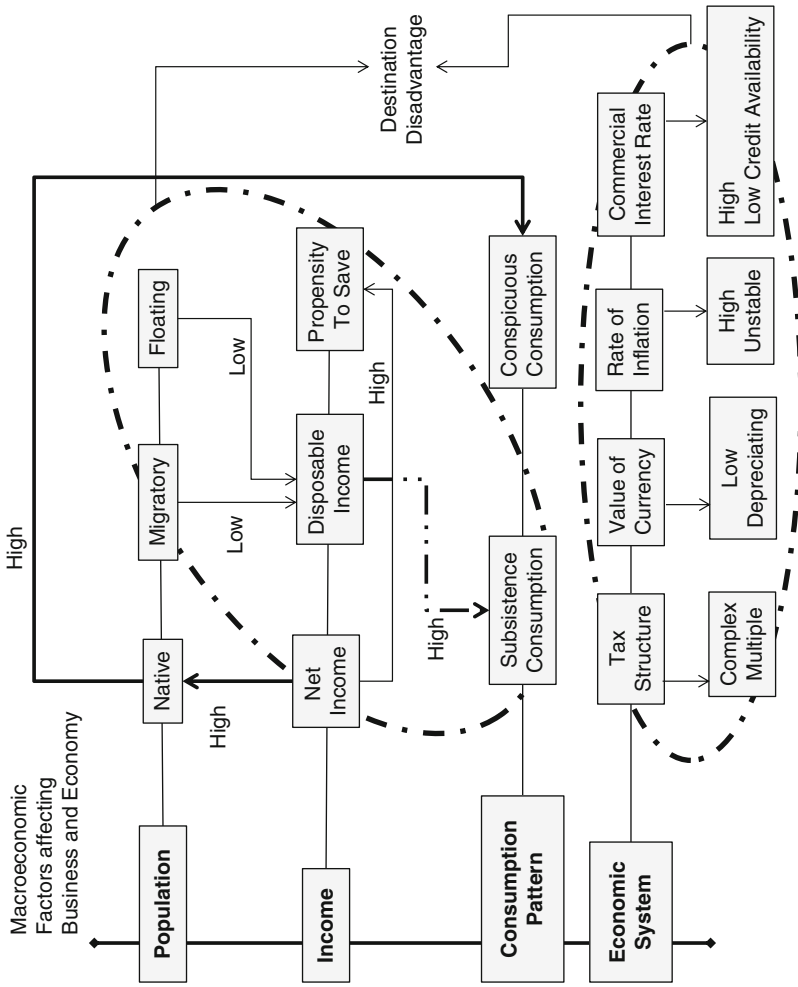 Macroeconomic
Factors affecting
Business and Economy
High
Population
Native
Migratory
Floating
High
Low
Low
Income
Net
Income
Disposable
Income
Propensity
To Save
High
High
Destination
Disadvantage
Consumption
Pattern
Subsistence
Consumption
Conspicuous
Consumption
Economic
System
Tax
Structure
Value of
Currency
Rate of
Inflation
Commercial
Interest Rate
Complex
Multiple
Low
Depreciating
High
Unstable
High
Low Credit Availability